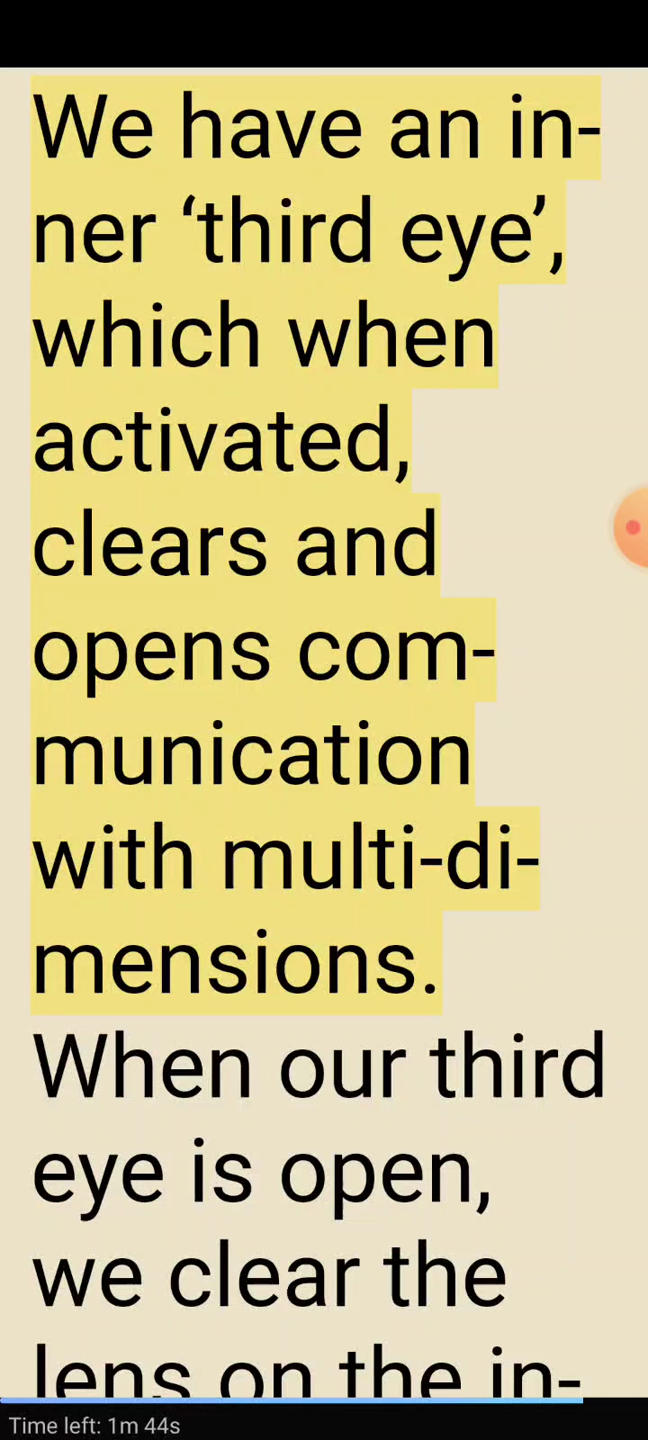 We have an in-
ner ‘third eye’,
which when
activated,
clears and
opens com-
munication
with multi-di-
mensions.
When our third
eye is open,
we clear the
lens on the in-
Time left: 1m 44s